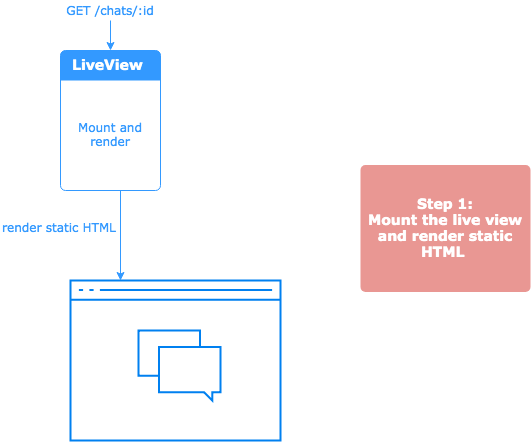 GET /chats/:id
LiveView
Mount and
render
render static HTML
Step 1:
Mount the live view
and render static
HTML